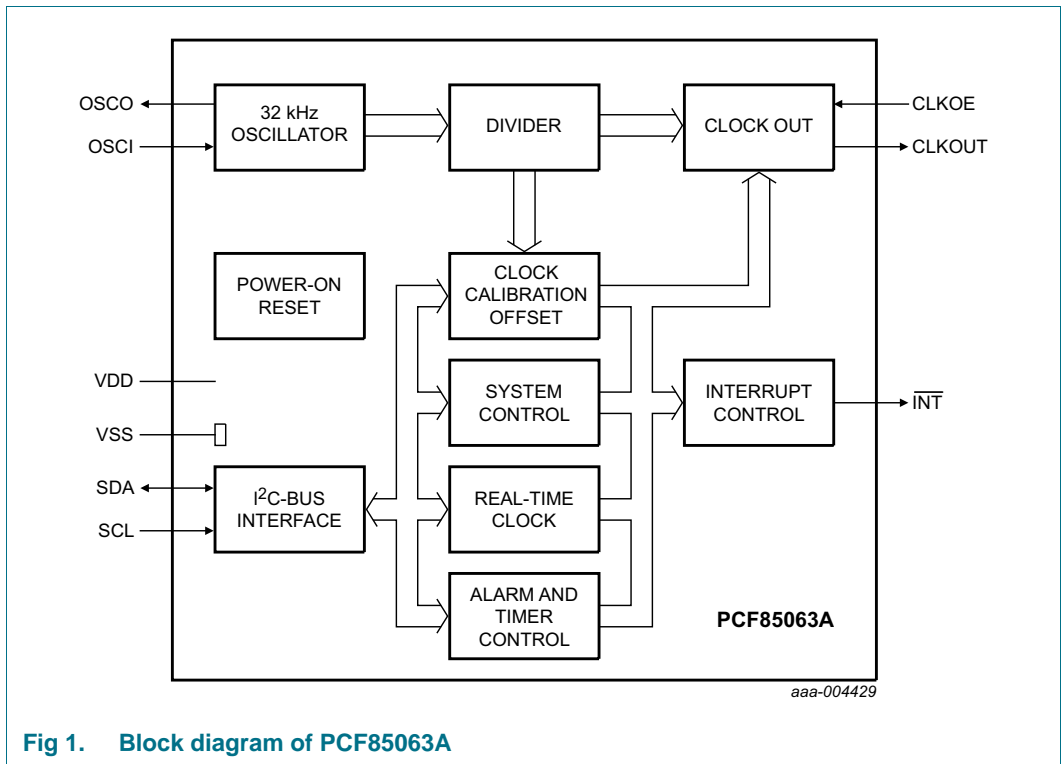 OSCO
OSCI
32 kHz
OSCILLATOR
DIVIDER
CLOCK OUT
CLKOE
CLKOUT
POWER-ON
RESET
CLOCK
CALIBRATION
OFFSET
VDD
VSS
SYSTEM
CONTROL
INTERRUPT
CONTROL
INT
SDA
SCL
I2C-BUS
INTERFACE
REAL-TIME
CLOCK
ALARM AND
TIMER
CONTROL
PCF85063A
aaa-004429
Fig 1. Block diagram of PCF85063A